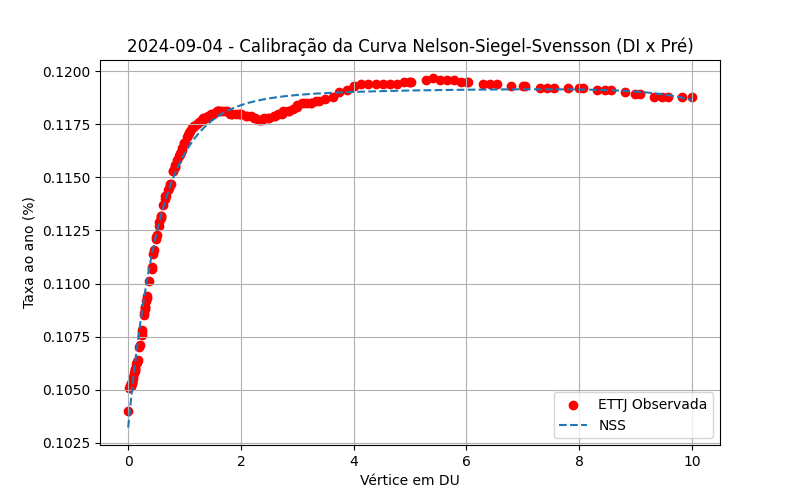 2024-09-04 - Calibração da Curva Nelson-Siegel-Svensson (DI x Pré)
0.1200
0.1175
0.1150
0.1125
0.1100
0.1075
0.1050
0.1025
Taxa ao ano (%)
ETTJ Observada
NSS
0 2 4 6 8 10
Vértice em DU